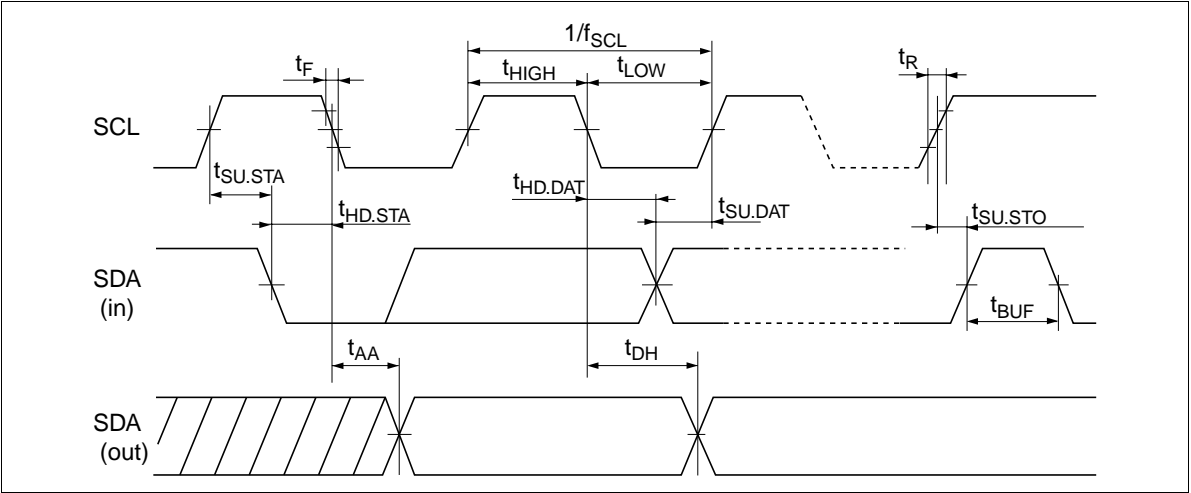 1/fSCL
tF
tHIGH
tLOW
tR
SCL
tSU.STA
tHD.DAT
tHD.STA
tSU.DAT
tSU.STO
SDA
(in)
tBUF
tAA
tDH
SDA
(out)